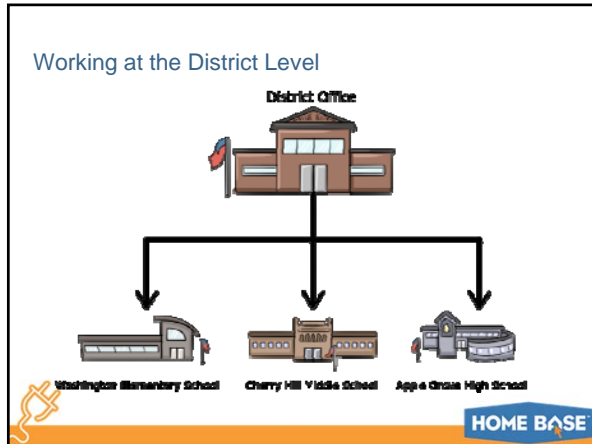 Working at the District Level
District Office
Washington Elementary School
Cherry Hill Middle School
Apple Grove High School
HOME BASE